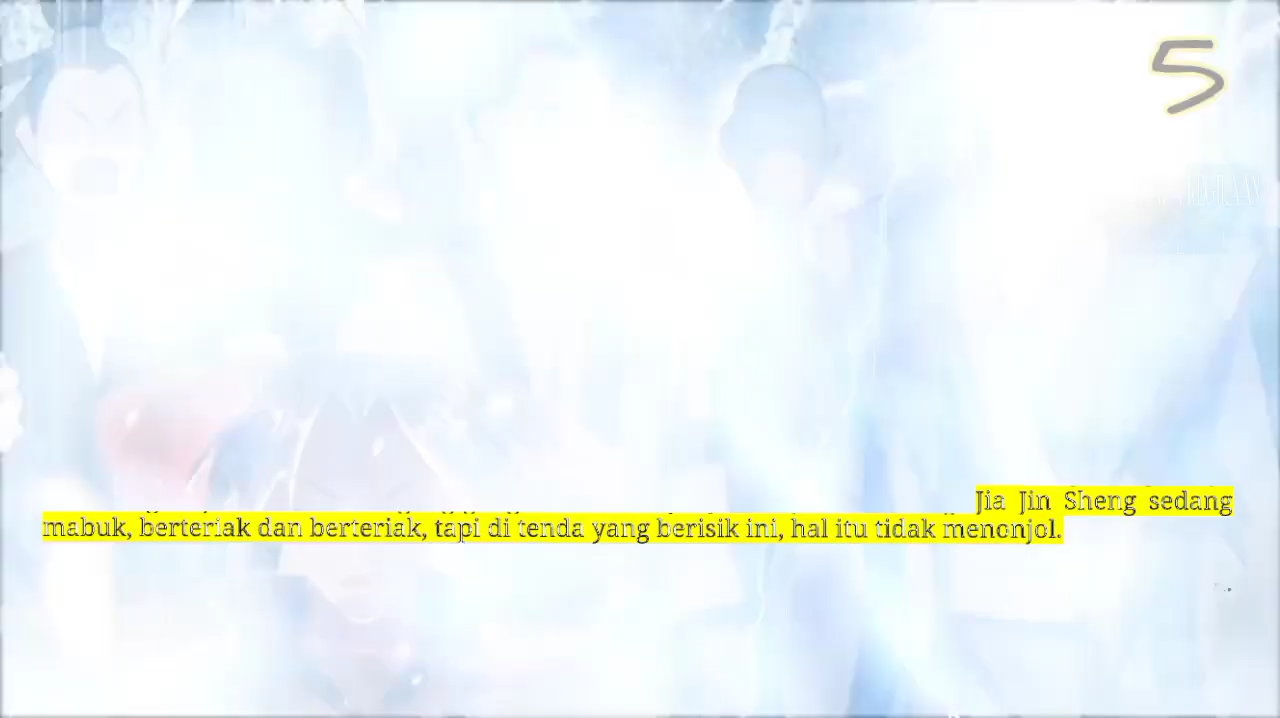 5
Jia Jin Sheng sedang
mabuk, berteriak dan berteriak, tapi di tenda yang berisik ini, hal itu tidak menonjol.